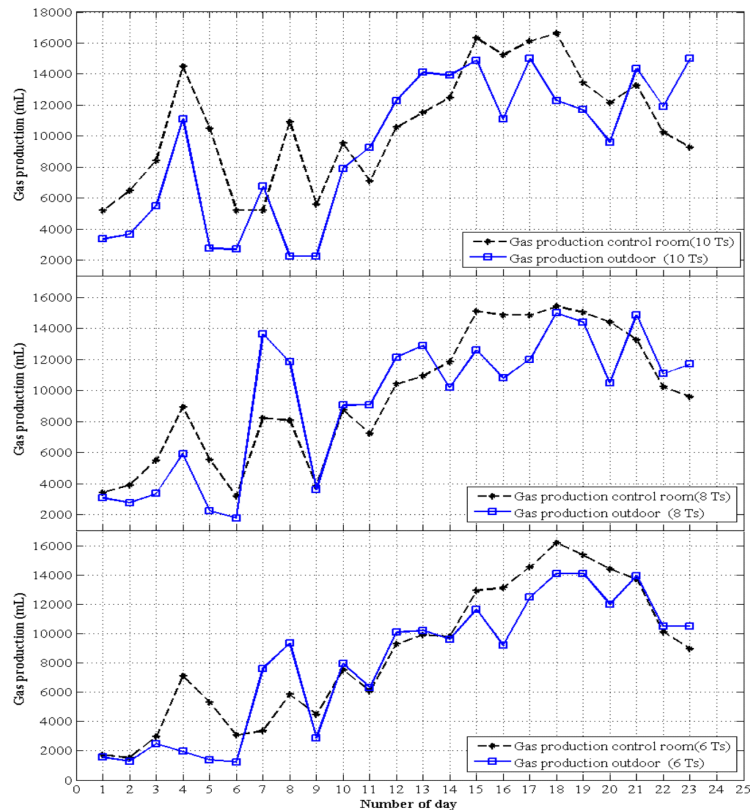 18000
16000
14000
12000
10000
8000
6000
4000
2000
Gas production (mL)
Gas production control room(10 Ts)
Gas production outdoor (10 Ts)
16000
14000
12000
10000
8000
6000
4000
2000
Gas production (mL)
Gas production control room(8 Ts)
Gas production outdoor (8 Ts)
16000
14000
12000
10000
8000
6000
4000
2000
0
Gas production (mL)
Gas production control room(6 Ts)
Gas production outdoor (6 Ts)
0 1 2 3 4 5 6 7 8 9 10 11 12 13 14 15 16 17 18 19 20 21 22 23 24 25
Number of day